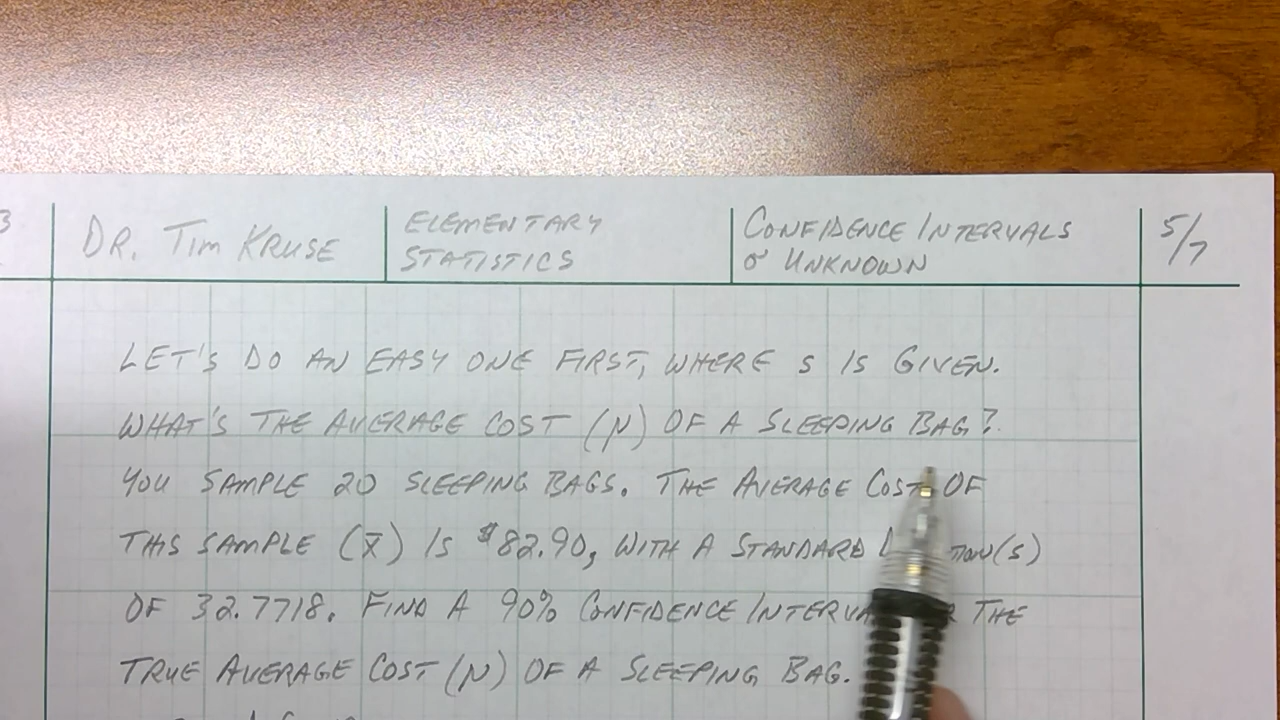 3
DR. TIM KRUSE
ELEMENTARY
STATISTICS
CONFIDENCE INTERVALS
σ UNKNOWN
5/7
LET'S DO AN EASY ONE FIRST, WHERE S IS GIVEN.
WHAT'S THE AVERAGE COST (μ) OF A SLEEPING BAG?
YOU SAMPLE 20 SLEEPING BAGS. THE AVERAGE COST OF
THIS SAMPLE (x̄) IS $82.90, WITH A STANDARD (S)
OF 32.7718. FIND A 90% CONFIDENCE THE
TRUE AVERAGE COST (μ) OF A SLEEPING BAG.